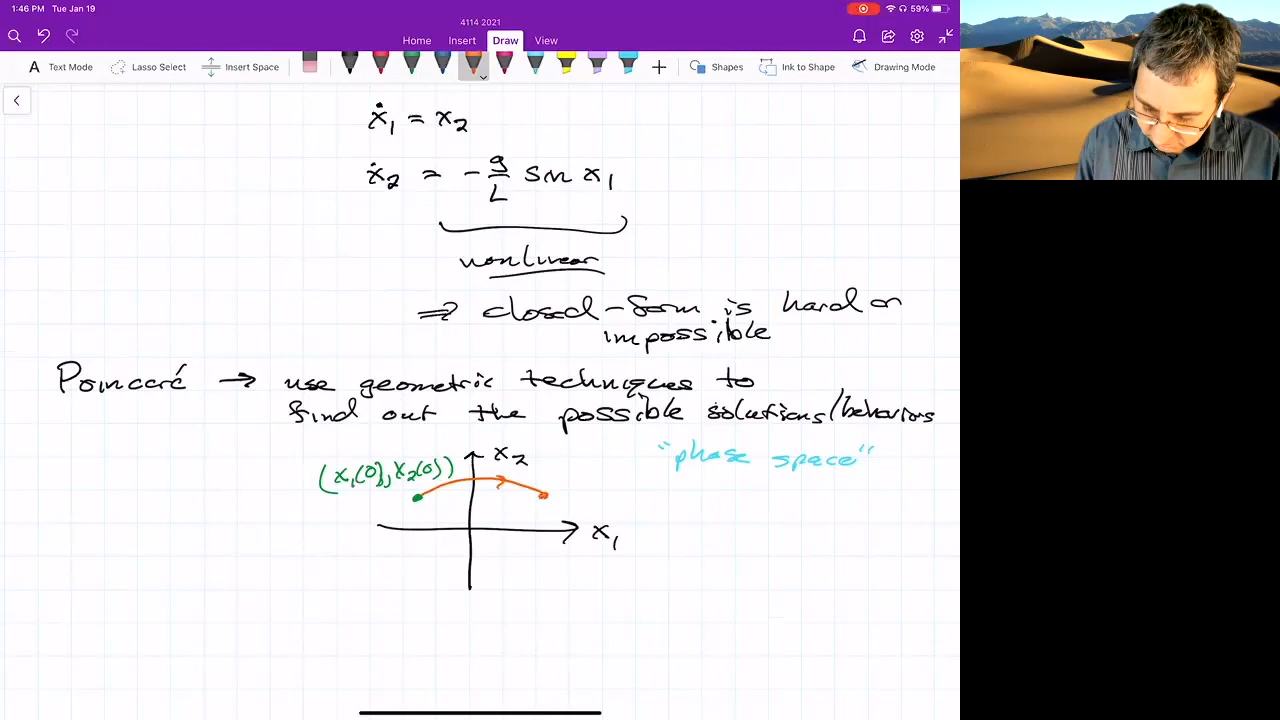 1:46 PM Tue Jan 19
59%
4114 2021
Home Insert Draw View
Text Mode Lasso Select Insert Space Shapes Ink to Shape Drawing Mode
ẋ₁ = x₂
ẋ₂ = -g/L sin x₁
nonlinear
⇒ closed-form is hard or
impossible
Poincaré → use geometric techniques to
find out the possible solutions/behaviors
"phase space"
x₂
(x₁(0), x₂(0))
x₁